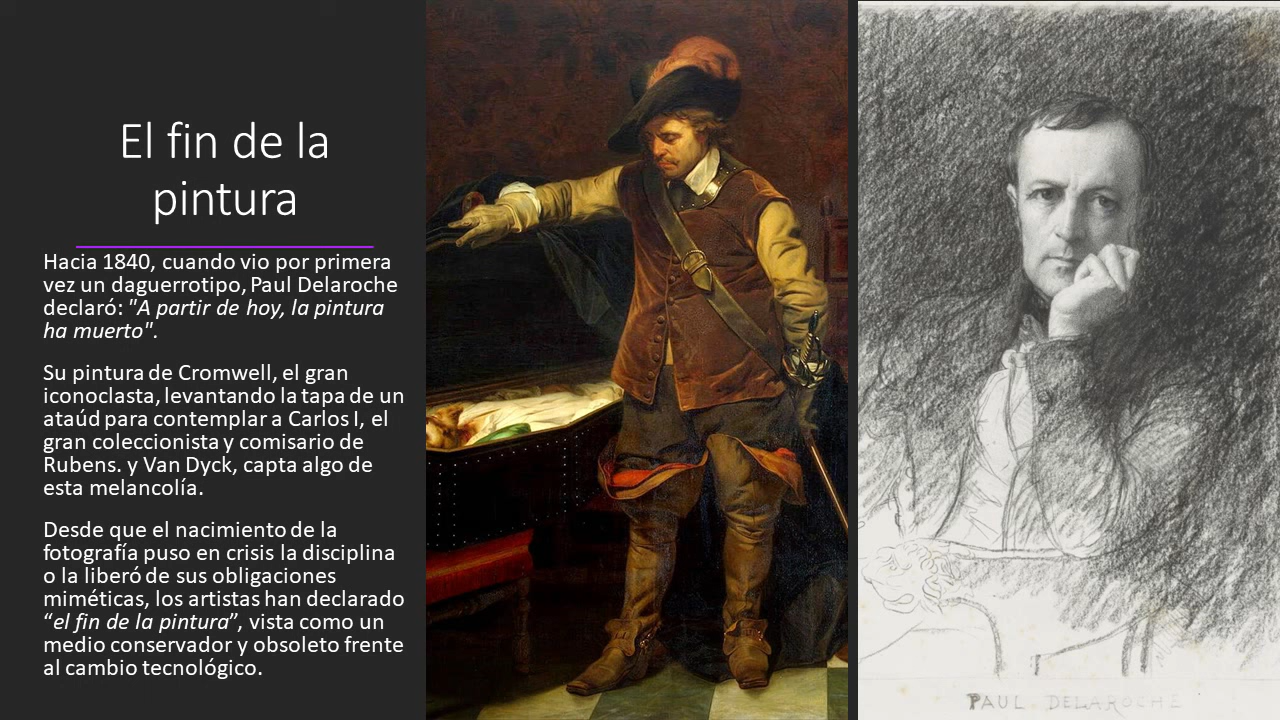 El fin de la
pintura
Hacia 1840, cuando vio por primera
vez un daguerrotipo, Paul Delaroche
declaró: "A partir de hoy, la pintura
ha muerto".
Su pintura de Cromwell, el gran
iconoclasta, levantando la tapa de un
ataúd para contemplar a Carlos I, el
gran coleccionista y comisario de
Rubens. y Van Dyck, capta algo de
esta melancolía.
Desde que el nacimiento de la
fotografía puso en crisis la disciplina
o la liberó de sus obligaciones
miméticas, los artistas han declarado
“el fin de la pintura”, vista como un
medio conservador y obsoleto frente
al cambio tecnológico.
PAUL DELAROCHE